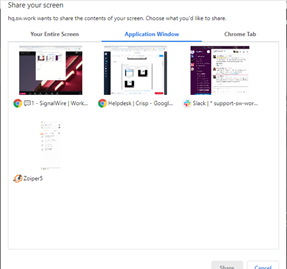 Share your screen
hq.sw.work wants to share the contents of your screen. Choose what you'd like to share.
Your Entire Screen
Application Window
Chrome Tab
1 - SignalWire | Work...
Helpdesk | Crisp - Googl...
Slack | * support-sw-wor...
Zoiper5
Share
Cancel